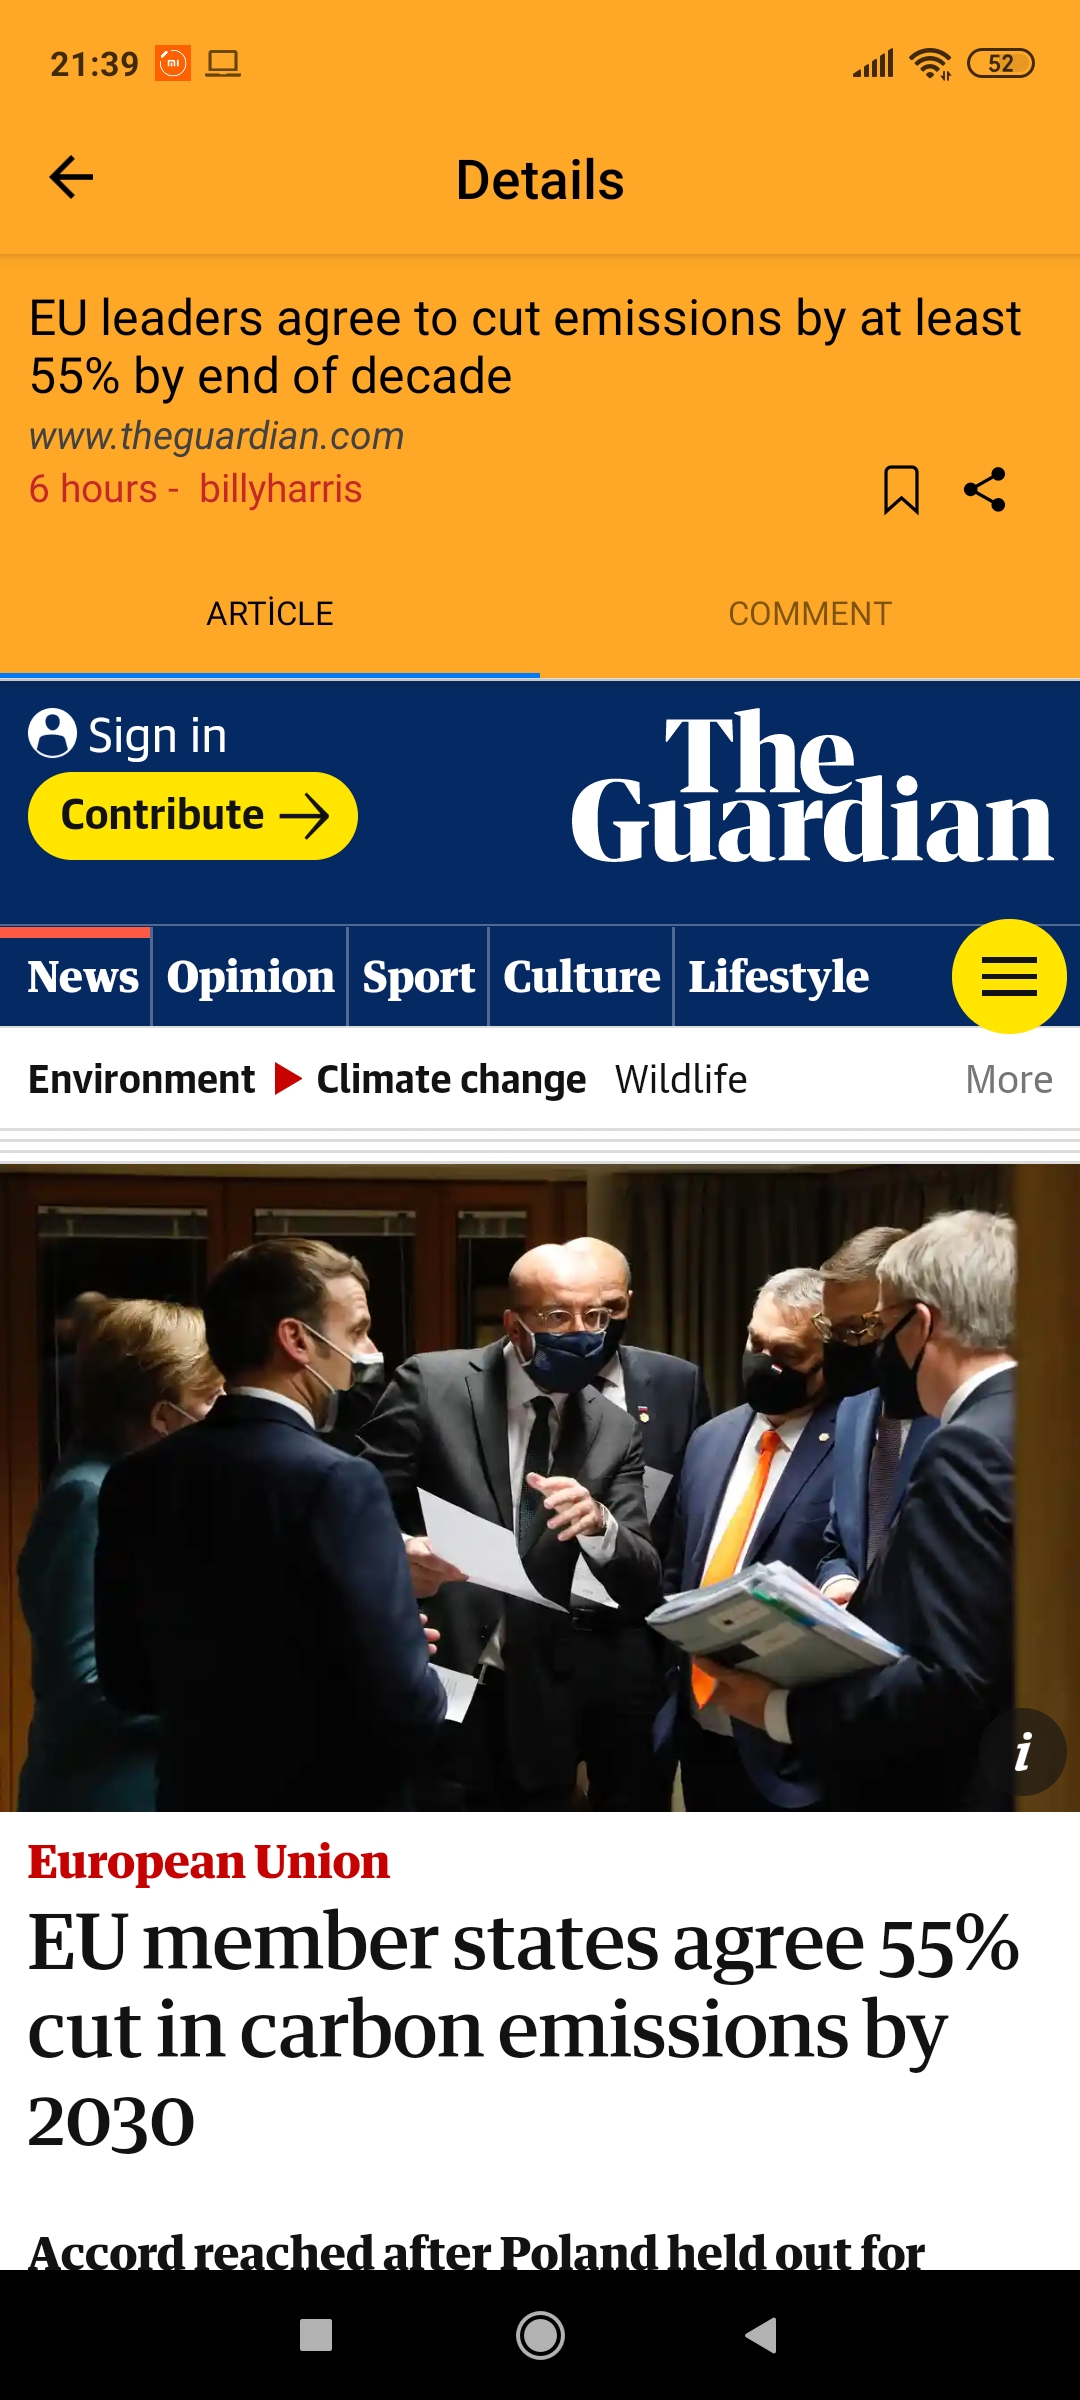 21:39
52
Details
EU leaders agree to cut emissions by at least
55% by end of decade
www.theguardian.com
6 hours - billyharris
ARTİCLE
COMMENT
Sign in
Contribute
The
Guardian
News
Opinion
Sport
Culture
Lifestyle
Environment
Climate change
Wildlife
More
i
European Union
EU member states agree 55%
cut in carbon emissions by
2030
Accord reached after Poland held out for